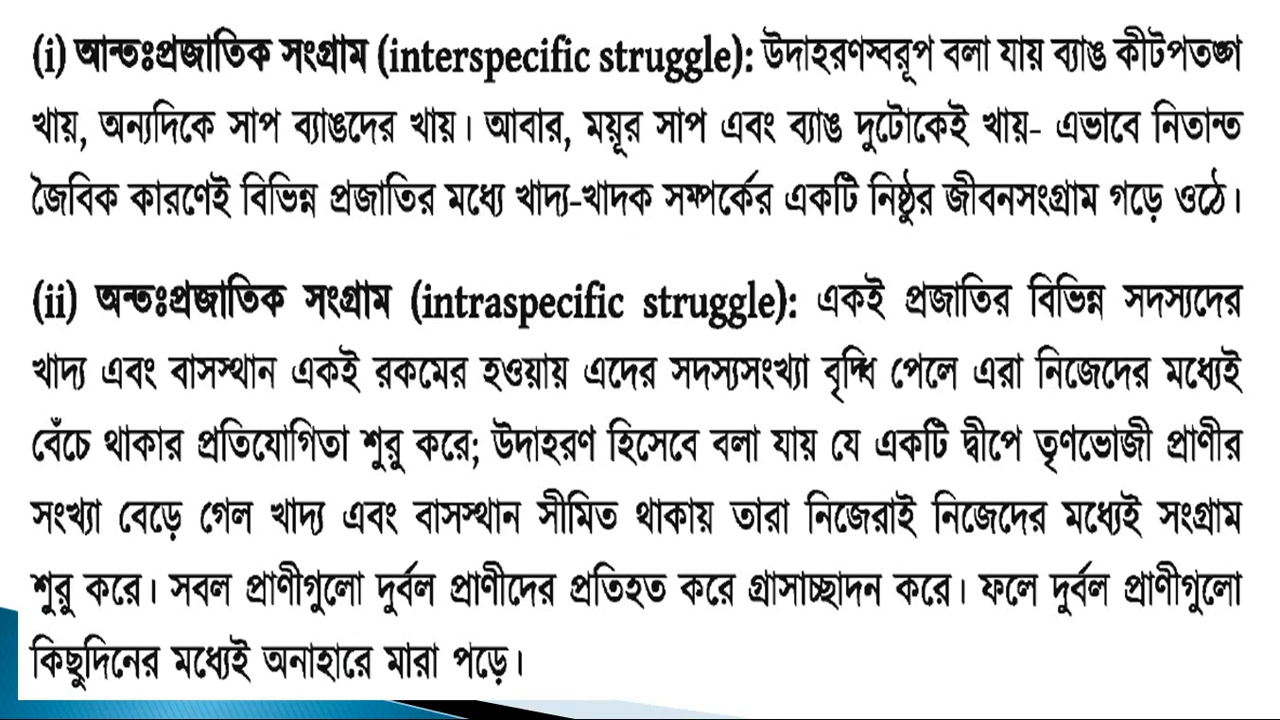 (i) আন্তঃপ্রজাতিক সংগ্রাম (interspecific struggle): উদাহরণস্বরূপ বলা যায় ব্যাঙ কীটপতঙ্গ
খায়, অন্যদিকে সাপ ব্যাঙদের খায়। আবার, ময়ূর সাপ এবং ব্যাঙ দুটোকেই খায়- এভাবে নিতান্ত
জৈবিক কারণেই বিভিন্ন প্রজাতির মধ্যে খাদ্য-খাদক সম্পর্কের একটি নিষ্ঠুর জীবনসংগ্রাম গড়ে ওঠে।
(ii) অন্তঃপ্রজাতিক সংগ্রাম (intraspecific struggle): একই প্রজাতির বিভিন্ন সদস্যদের
খাদ্য এবং বাসস্থান একই রকমের হওয়ায় এদের সদস্যসংখ্যা বৃদ্ধি পেলে এরা নিজেদের মধ্যেই
বেঁচে থাকার প্রতিযোগিতা শুরু করে; উদাহরণ হিসেবে বলা যায় যে একটি দ্বীপে তৃণভোজী প্রাণীর
সংখ্যা বেড়ে গেল খাদ্য এবং বাসস্থান সীমিত থাকায় তারা নিজেরাই নিজেদের মধ্যেই সংগ্রাম
শুরু করে। সবল প্রাণীগুলো দুর্বল প্রাণীদের প্রতিহত করে গ্রাসাচ্ছাদন করে। ফলে দুর্বল প্রাণীগুলো
কিছুদিনের মধ্যেই অনাহারে মারা পড়ে।